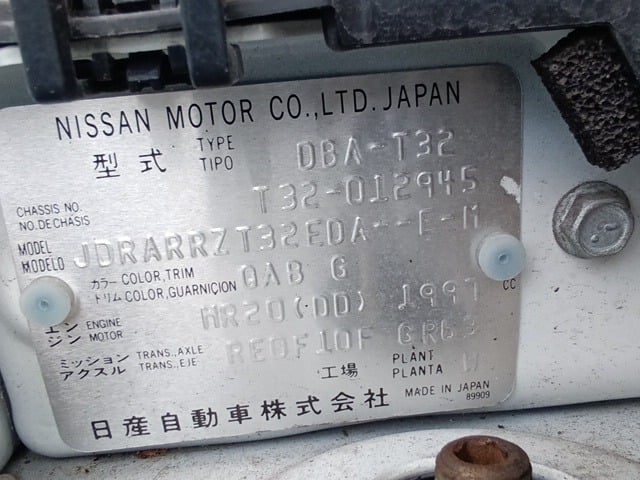 NISSAN MOTOR CO.,LTD. JAPAN
型式 TYPE TIPO DBA-T32
CHASSIS NO. NO.DECHASIS T32-012945
MODEL MODELO JDRARRZT32EDA--E-M
カラー COLOR, TRIM
トリム COLOR, GUARNIÇION QAB G
エンジン ENGINE MOTOR MR20(DD) 1997 CC
ミッション アクスル TRANS., AXLE TRANS., EJE RE0F10F GR63
工場 PLANT PLANTA W
日産自動車株式会社 MADE IN JAPAN
89909